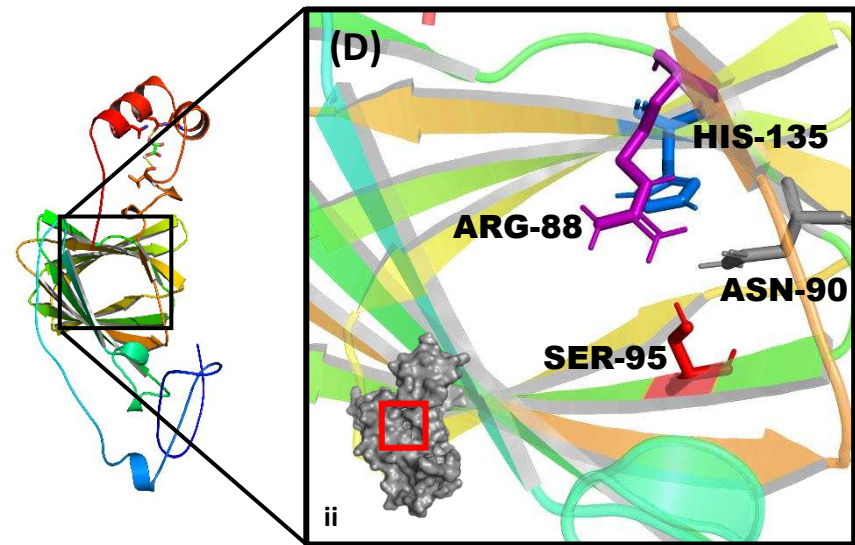 (D)
HIS-135
ARG-88
ASN-90
SER-95
ii